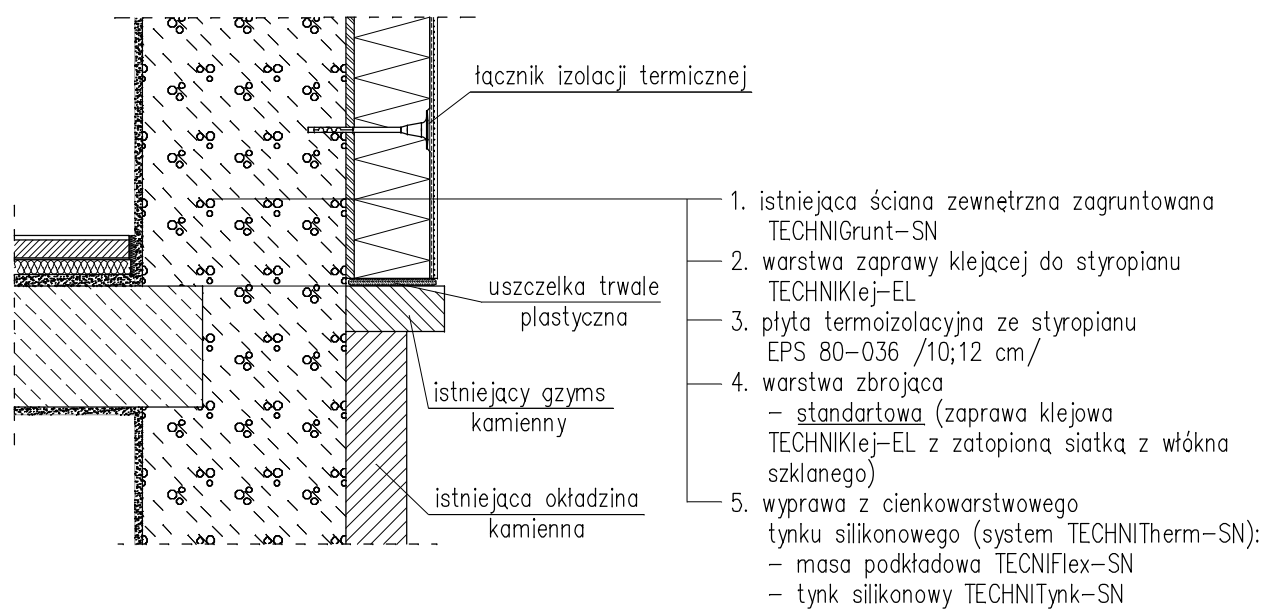 łącznik izolacji termicznej
1. istniejąca ściana zewnętrzna zagruntowana
TECHNIGrunt-SN
2. warstwa zaprawy klejącej do styropianu
TECHNIKlej-EL
uszczelka trwale
plastyczna
3. płyta termoizolacyjna ze styropianu
EPS 80-036 /10;12 cm/
istniejący gzyms
kamienny
4. warstwa zbrojąca
- standartowa (zaprawa klejowa
TECHNIKlej-EL z zatopioną siatką z włókna
szklanego)
istniejąca okładzina
kamienna
5. wyprawa z cienkowarstwowego
tynku silikonowego (system TECHNITherm-SN):
- masa podkładowa TECNIFlex-SN
- tynk silikonowy TECHNITynk-SN